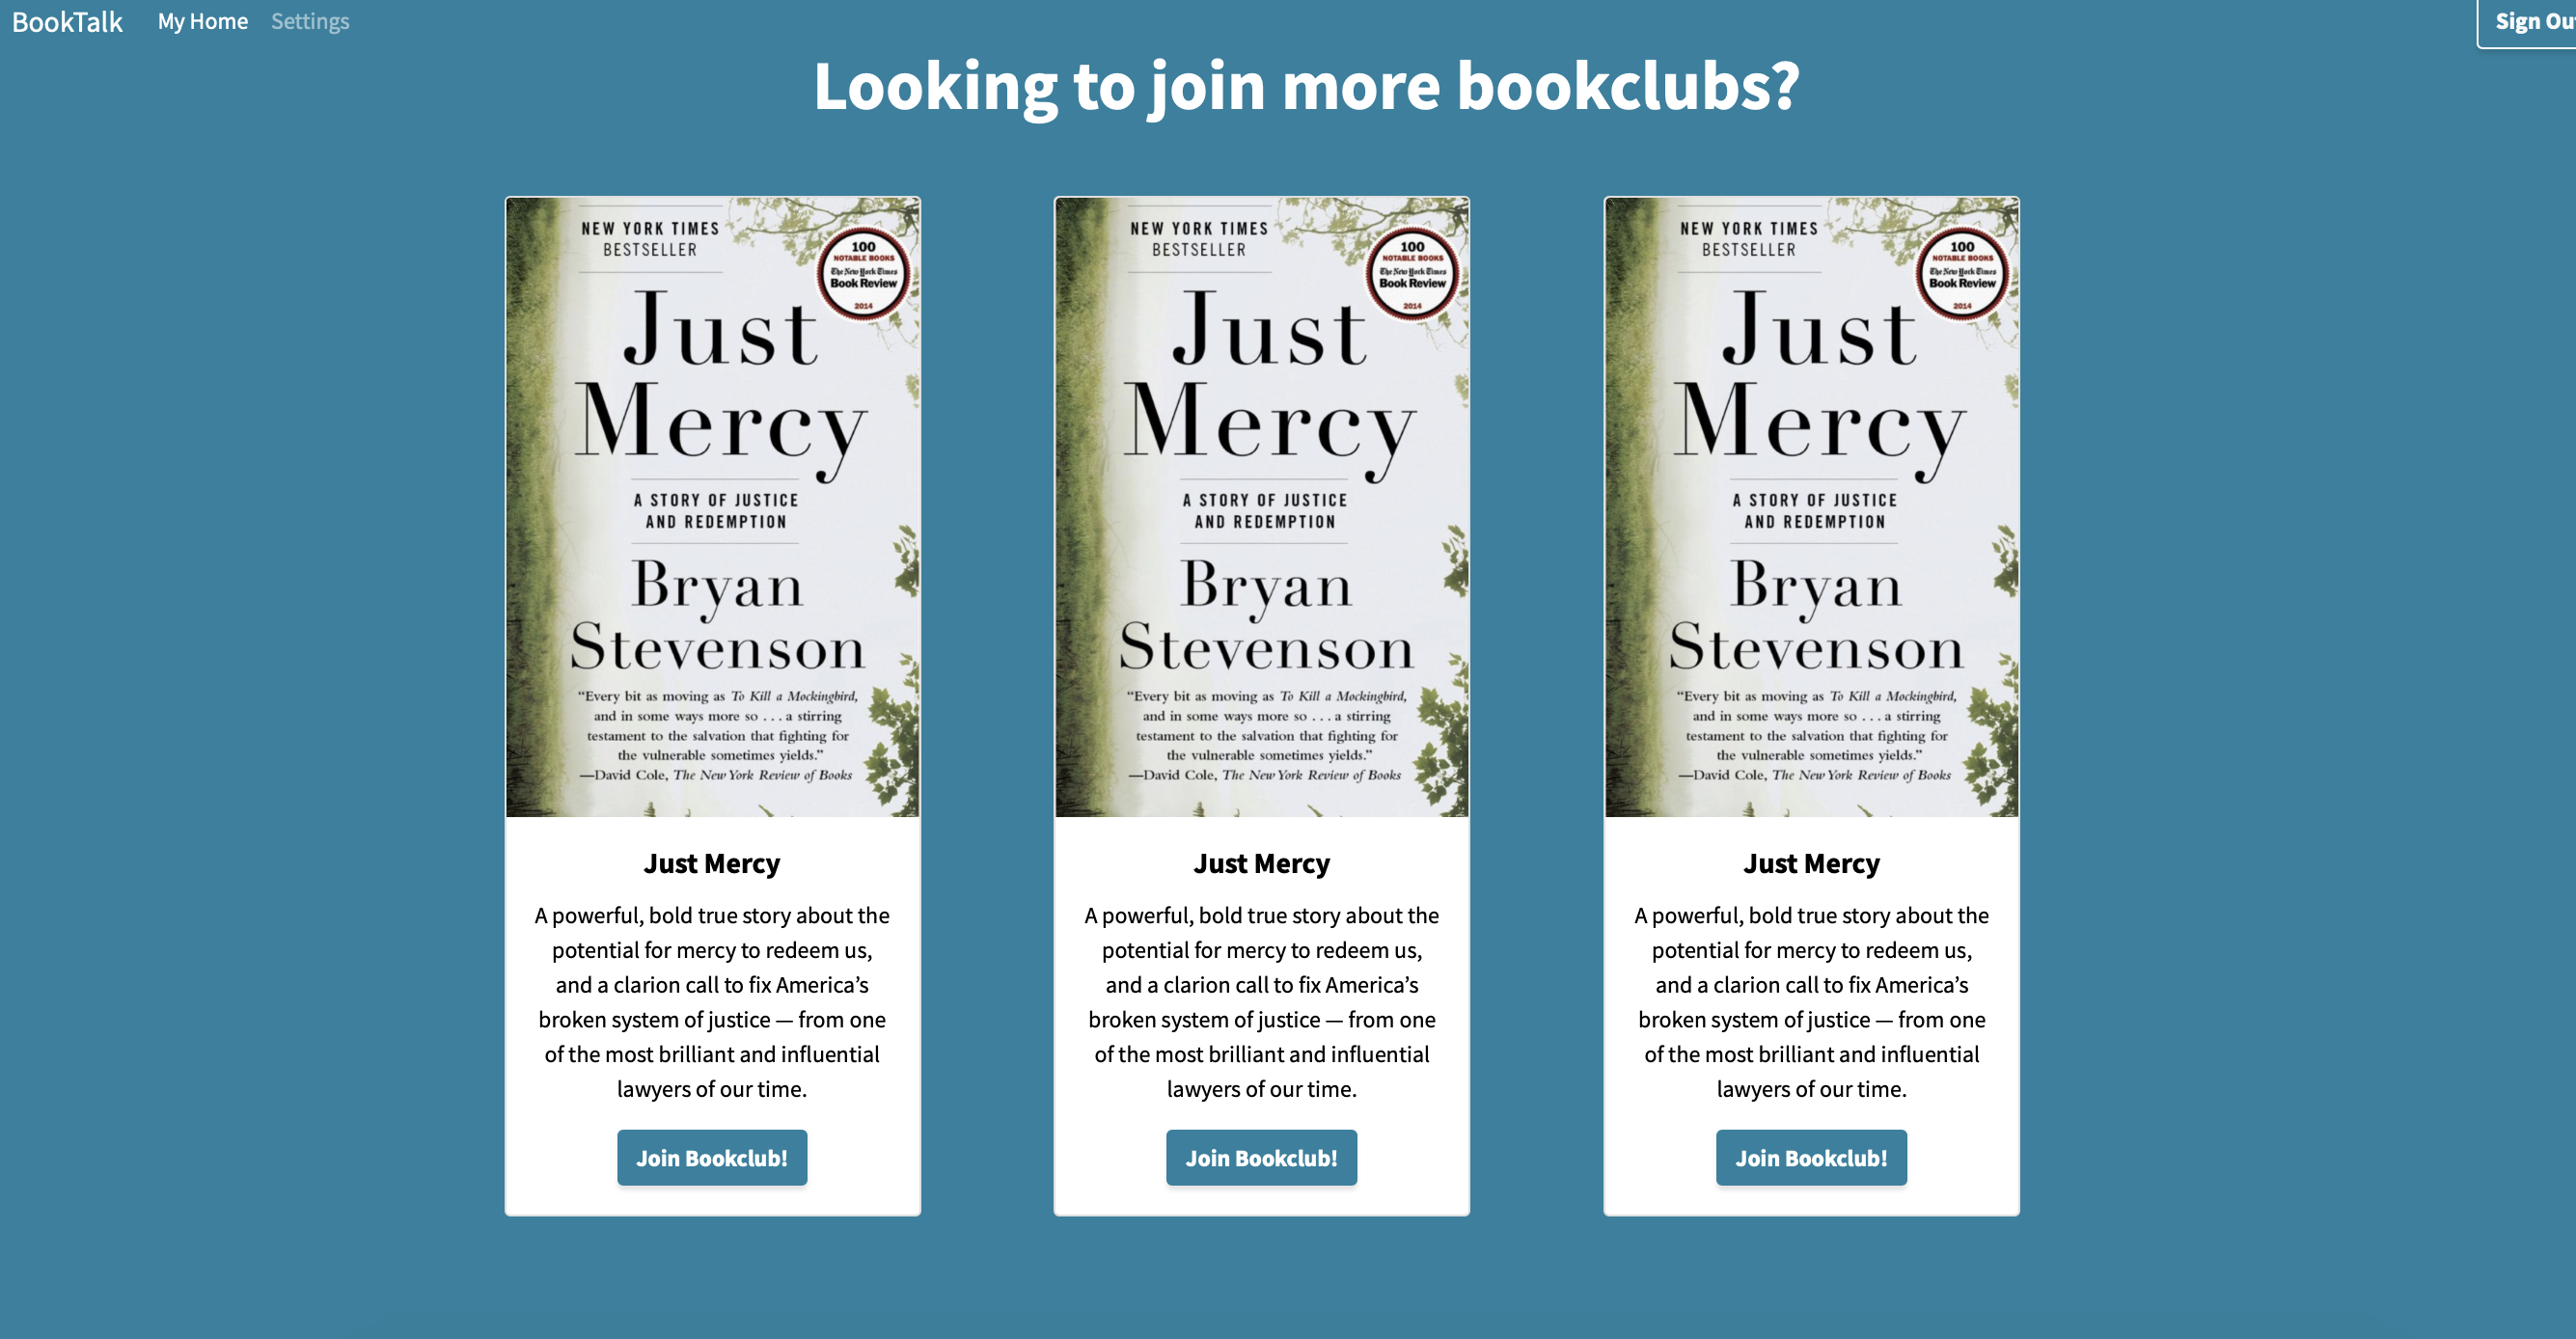 BookTalk My Home Settings Sign Ou
Looking to join more bookclubs?
NEW YORK TIMES
BESTSELLER
100
NOTABLE BOOKS
The New York Times
Book Review
2014
Just
Mercy
A STORY OF JUSTICE
AND REDEMPTION
Bryan
Stevenson
“Every bit as moving as To Kill a Mockingbird,
and in some ways more so . . . a stirring
testament to the salvation that fighting for
the vulnerable sometimes yields.”
—David Cole, The New York Review of Books
Just Mercy
A powerful, bold true story about the
potential for mercy to redeem us,
and a clarion call to fix America’s
broken system of justice — from one
of the most brilliant and influential
lawyers of our time.
Join Bookclub!
NEW YORK TIMES
BESTSELLER
100
NOTABLE BOOKS
The New York Times
Book Review
2014
Just
Mercy
A STORY OF JUSTICE
AND REDEMPTION
Bryan
Stevenson
“Every bit as moving as To Kill a Mockingbird,
and in some ways more so . . . a stirring
testament to the salvation that fighting for
the vulnerable sometimes yields.”
—David Cole, The New York Review of Books
Just Mercy
A powerful, bold true story about the
potential for mercy to redeem us,
and a clarion call to fix America’s
broken system of justice — from one
of the most brilliant and influential
lawyers of our time.
Join Bookclub!
NEW YORK TIMES
BESTSELLER
100
NOTABLE BOOKS
The New York Times
Book Review
2014
Just
Mercy
A STORY OF JUSTICE
AND REDEMPTION
Bryan
Stevenson
“Every bit as moving as To Kill a Mockingbird,
and in some ways more so . . . a stirring
testament to the salvation that fighting for
the vulnerable sometimes yields.”
—David Cole, The New York Review of Books
Just Mercy
A powerful, bold true story about the
potential for mercy to redeem us,
and a clarion call to fix America’s
broken system of justice — from one
of the most brilliant and influential
lawyers of our time.
Join Bookclub!